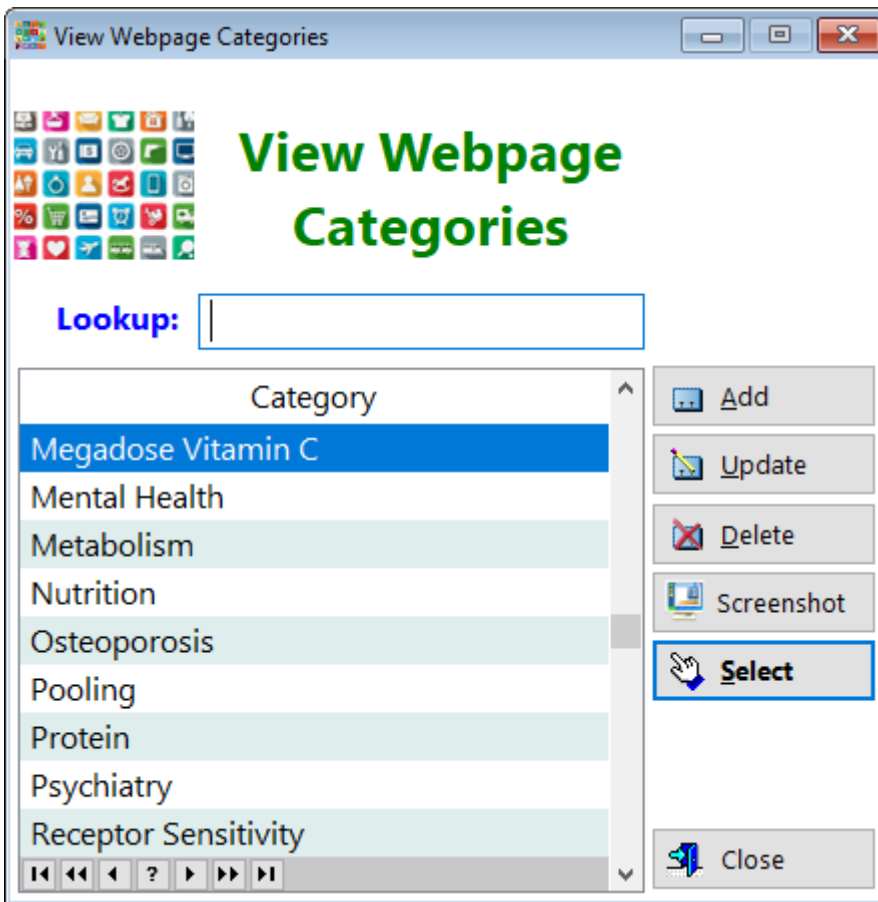 View Webpage Categories
View Webpage
Categories
Lookup:
Category
Megadose Vitamin C
Mental Health
Metabolism
Nutrition
Osteoporosis
Pooling
Protein
Psychiatry
Receptor Sensitivity
?
Add
Update
Delete
Screenshot
Select
Close